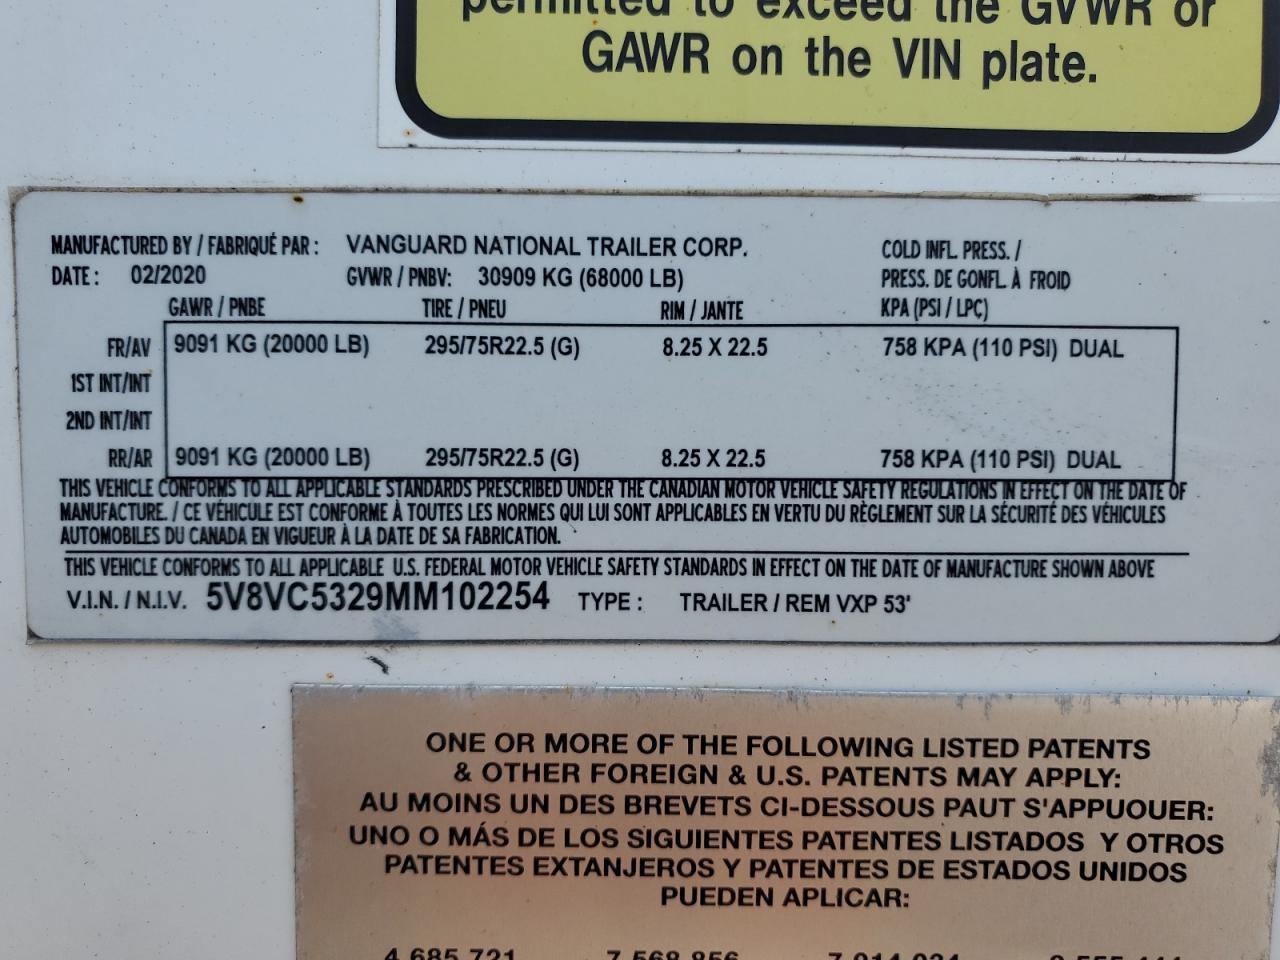 permitted to exceed the GVWR or
GAWR on the VIN plate.
MANUFACTURED BY / FABRIQUÉ PAR : VANGUARD NATIONAL TRAILER CORP. COLD INFL. PRESS. /
DATE : 02/2020 GVWR / PNBV: 30909 KG (68000 LB) PRESS. DE GONFL. À FROID
GAWR / PNBE TIRE / PNEU RIM / JANTE KPA (PSI / LPC)
FR/AV 9091 KG (20000 LB) 295/75R22.5 (G) 8.25 X 22.5 758 KPA (110 PSI) DUAL
1ST INT/INT
2ND INT/INT
RR/AR 9091 KG (20000 LB) 295/75R22.5 (G) 8.25 X 22.5 758 KPA (110 PSI) DUAL
THIS VEHICLE CONFORMS TO ALL APPLICABLE STANDARDS PRESCRIBED UNDER THE CANADIAN MOTOR VEHICLE SAFETY REGULATIONS IN EFFECT ON THE DATE OF
MANUFACTURE. / CE VÉHICULE EST CONFORME À TOUTES LES NORMES QUI LUI SONT APPLICABLES EN VERTU DU RÈGLEMENT SUR LA SÉCURITÉ DES VÉHICULES
AUTOMOBILES DU CANADA EN VIGUEUR À LA DATE DE SA FABRICATION.
THIS VEHICLE CONFORMS TO ALL APPLICABLE U.S. FEDERAL MOTOR VEHICLE SAFETY STANDARDS IN EFFECT ON THE DATE OF MANUFACTURE SHOWN ABOVE
V.I.N. / N.I.V. 5V8VC5329MM102254 TYPE : TRAILER / REM VXP 53'
ONE OR MORE OF THE FOLLOWING LISTED PATENTS
& OTHER FOREIGN & U.S. PATENTS MAY APPLY:
AU MOINS UN DES BREVETS CI-DESSOUS PAUT S'APPUOUER:
UNO O MÁS DE LOS SIGUIENTES PATENTES LISTADOS Y OTROS
PATENTES EXTANJEROS Y PATENTES DE ESTADOS UNIDOS
PUEDEN APLICAR:
4,685,721 7,568,856